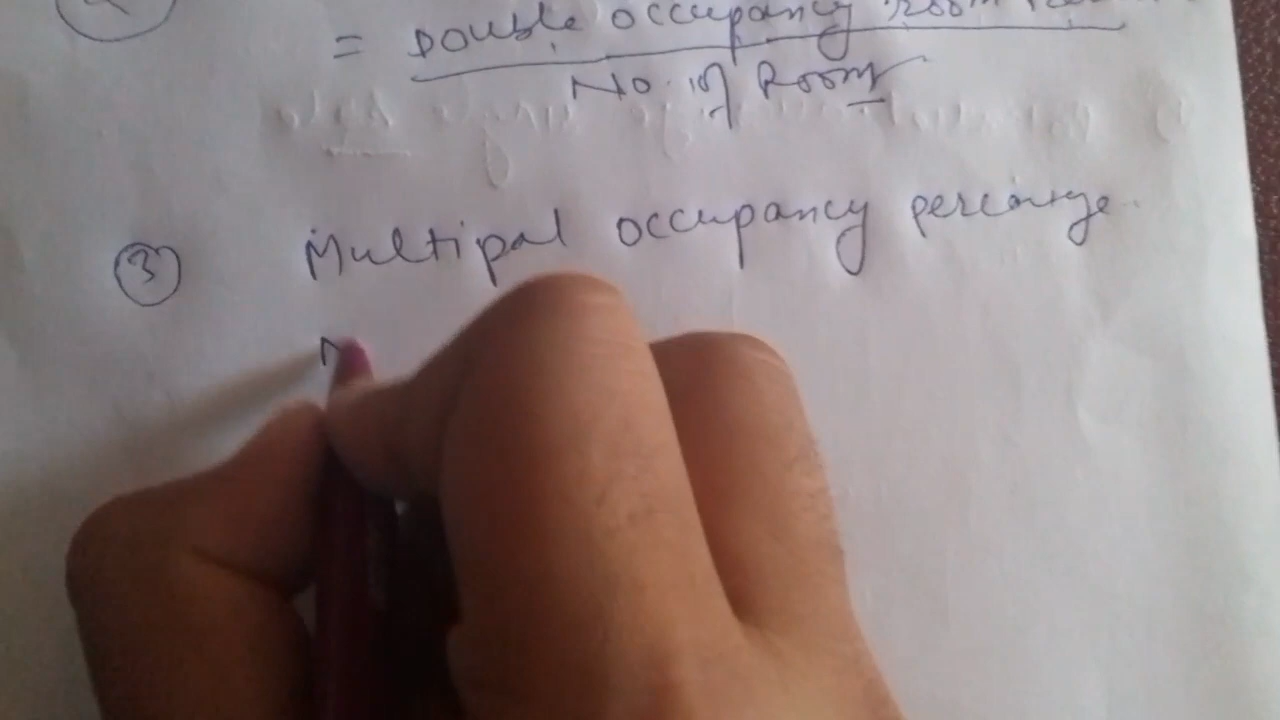 = Double occupancy Room
No. of Room
③ Multipal occupancy percentage